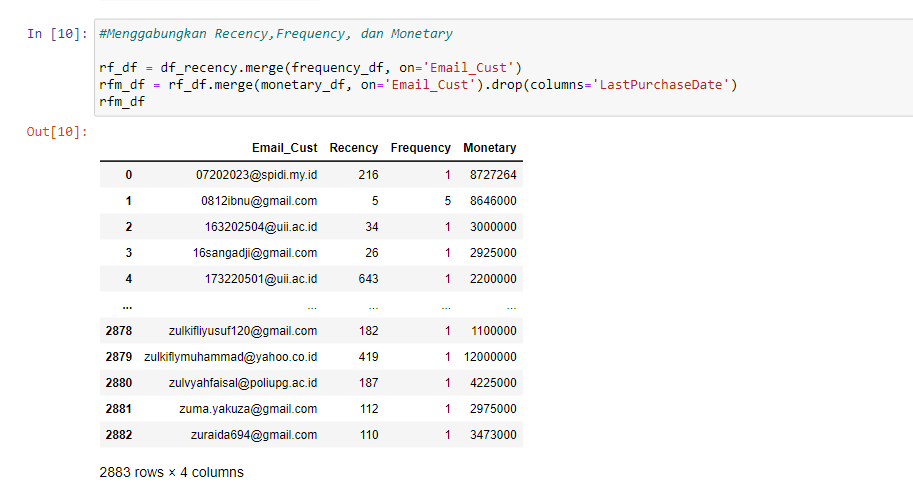 In [10]: #Menggabungkan Recency,Frequency, dan Monetary
rf_df = df_recency.merge(frequency_df, on='Email_Cust')
rfm_df = rf_df.merge(monetary_df, on='Email_Cust').drop(columns='LastPurchaseDate')
rfm_df
Out[10]:
Email_Cust Recency Frequency Monetary
0 07202023@spidi.my.id 216 1 8727264
1 0812ibnu@gmail.com 5 5 8646000
2 163202504@uii.ac.id 34 1 3000000
3 16sangadji@gmail.com 26 1 2925000
4 173220501@uii.ac.id 643 1 2200000
... ... ... ... ...
2878 zulkifliyusuf120@gmail.com 182 1 1100000
2879 zulkiflymuhammad@yahoo.co.id 419 1 12000000
2880 zulvyahfaisal@poliupg.ac.id 187 1 4225000
2881 zuma.yakuza@gmail.com 112 1 2975000
2882 zuraida694@gmail.com 110 1 3473000
2883 rows × 4 columns